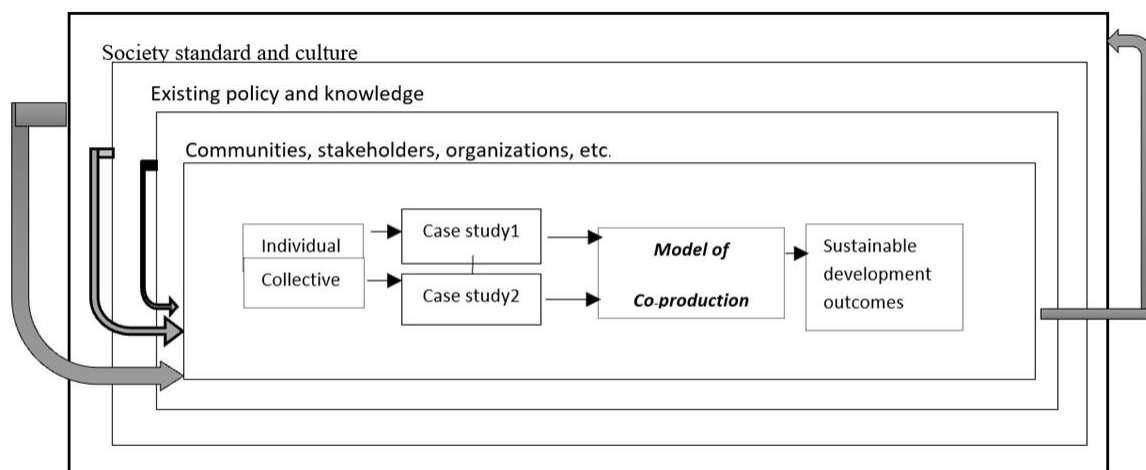 Society standard and culture
Existing policy and knowledge
Communities, stakeholders, organizations, etc.
Individual
Collective
Case study1
Case study2
Model of
Co-production
Sustainable
development
outcomes